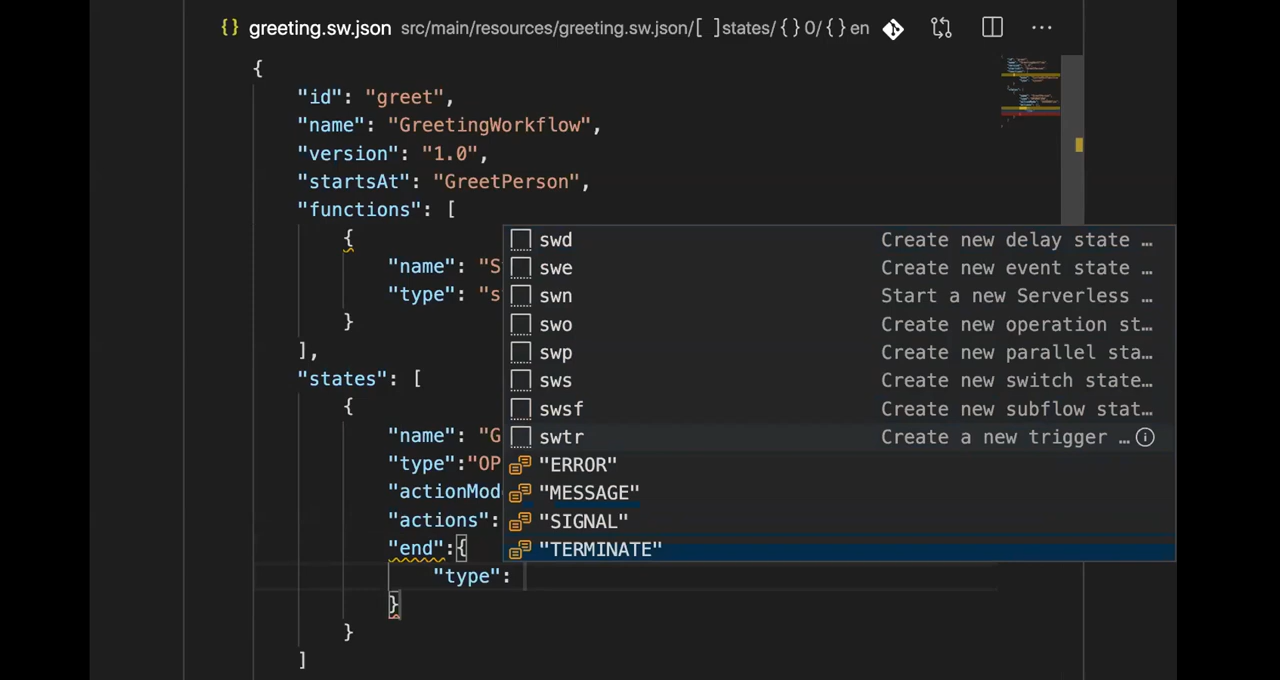 {} greeting.sw.json src/main/resources/greeting.sw.json/[ ]states/{}0/{}en ...
{
"id": "greet",
"name": "GreetingWorkflow",
"version": "1.0",
"startsAt": "GreetPerson",
"functions": [
{
"name": "S
"type": "s
}
],
"states": [
{
"name": "G
"type":"OP
"actionMod
"actions":
"end":{
"type":
}
}
]
swd Create new delay state …
swe Create new event state …
swn Start a new Serverless …
swo Create new operation st…
swp Create new parallel sta…
sws Create new switch state…
swsf Create new subflow stat…
swtr Create a new trigger …
"ERROR"
"MESSAGE"
"SIGNAL"
"TERMINATE"